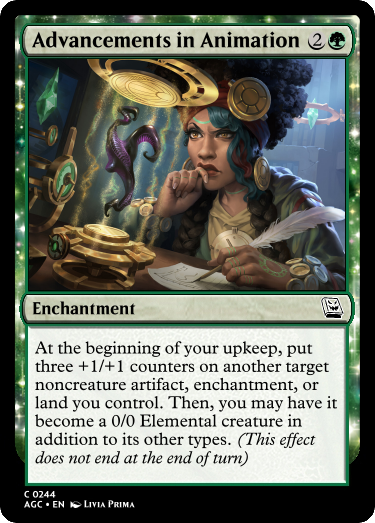 Advancements in Animation 2
Enchantment
At the beginning of your upkeep, put
three +1/+1 counters on another target
noncreature artifact, enchantment, or
land you control. Then, you may have it
become a 0/0 Elemental creature in
addition to its other types. (This effect
does not end at the end of turn)
C 0244
AGC • EN Livia Prima